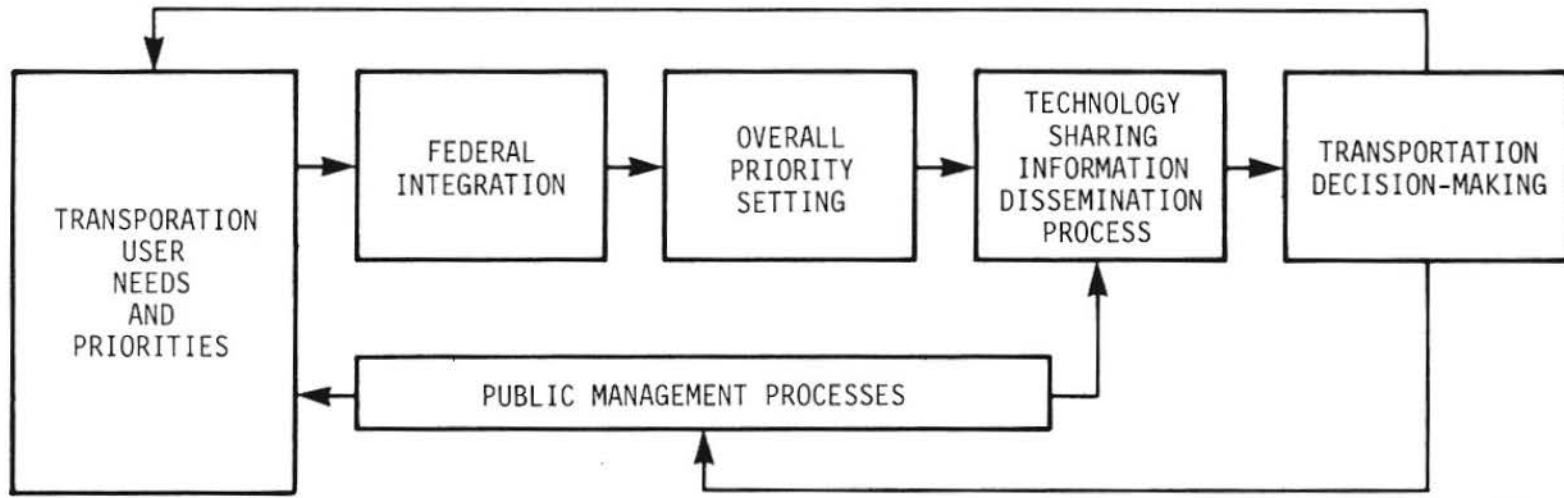 TRANSPORATION
USER
NEEDS
AND
PRIORITIES
FEDERAL
INTEGRATION
OVERALL
PRIORITY
SETTING
TECHNOLOGY
SHARING
INFORMATION
DISSEMINATION
PROCESS
TRANSPORTATION
DECISION-MAKING
PUBLIC MANAGEMENT PROCESSES